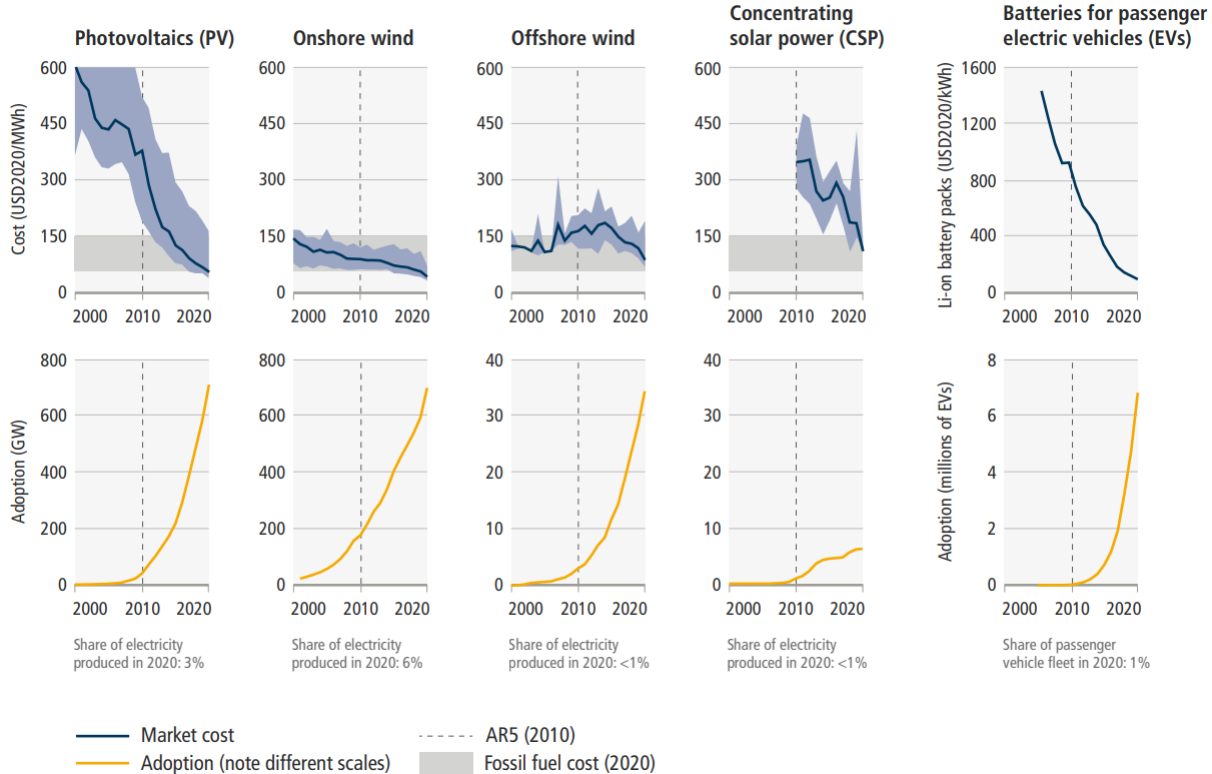 Photovoltaics (PV)
Onshore wind
Offshore wind
Concentrating
solar power (CSP)
Batteries for passenger
electric vehicles (EVs)
Cost (USD2020/MWh)
600
450
300
150
0
2000 2010 2020
600
450
300
150
0
2000 2010 2020
600
450
300
150
0
2000 2010 2020
600
450
300
150
0
2000 2010 2020
Li-on battery packs (USD2020/kWh)
1600
1200
800
400
0
2000 2010 2020
Adoption (GW)
800
600
400
200
0
2000 2010 2020
Share of electricity
produced in 2020: 3%
800
600
400
200
0
2000 2010 2020
Share of electricity
produced in 2020: 6%
40
30
20
10
0
2000 2010 2020
Share of electricity
produced in 2020: <1%
40
30
20
10
0
2000 2010 2020
Share of electricity
produced in 2020: <1%
Adoption (millions of EVs)
8
6
4
2
0
2000 2010 2020
Share of passenger
vehicle fleet in 2020: 1%
Market cost
AR5 (2010)
Adoption (note different scales)
Fossil fuel cost (2020)